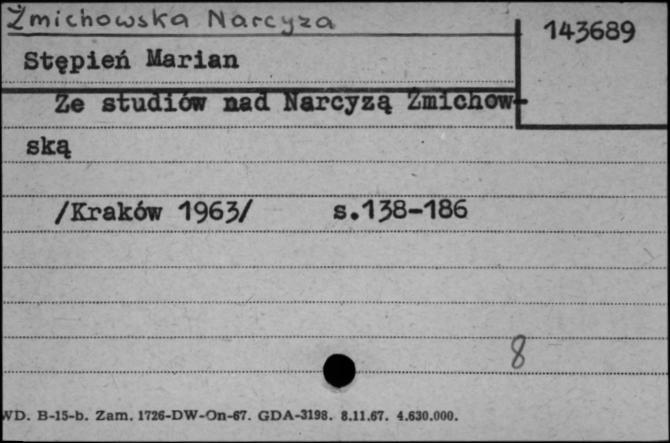 Żmichowska Narcyza
143689
Stępień Marian
Ze studiów nad Narcyzą Żmichow-
ską
/Kraków 1963/ s.138-186
8
WD. B-15-b. Zam. 1726-DW-On-67. GDA-3198. 8.11.67. 4.630.000.